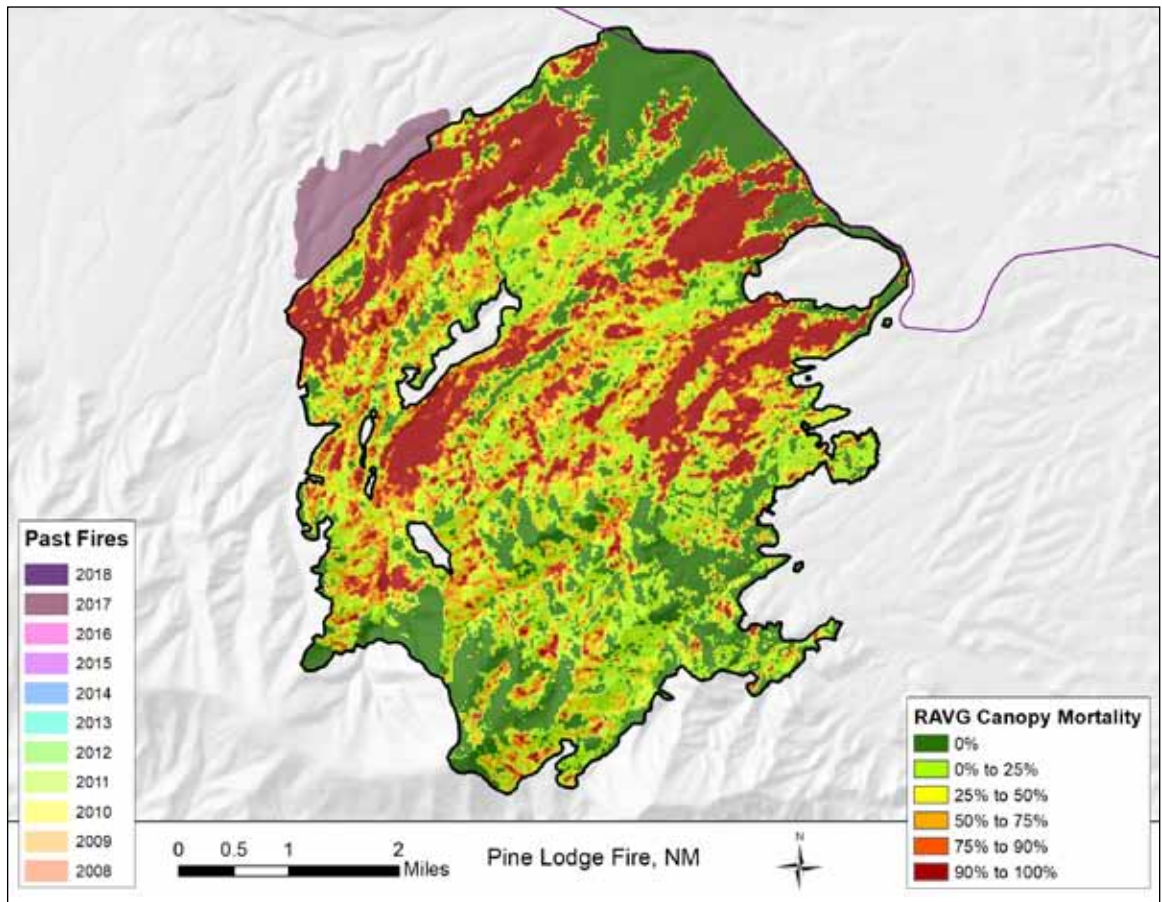 Past Fires
2018
2017
2016
2015
2014
2013
2012
2011
2010
2009
2008
RAVG Canopy Mortality
0%
0% to 25%
25% to 50%
50% to 75%
75% to 90%
90% to 100%
0 0.5 1 2
Miles
Pine Lodge Fire, NM
N